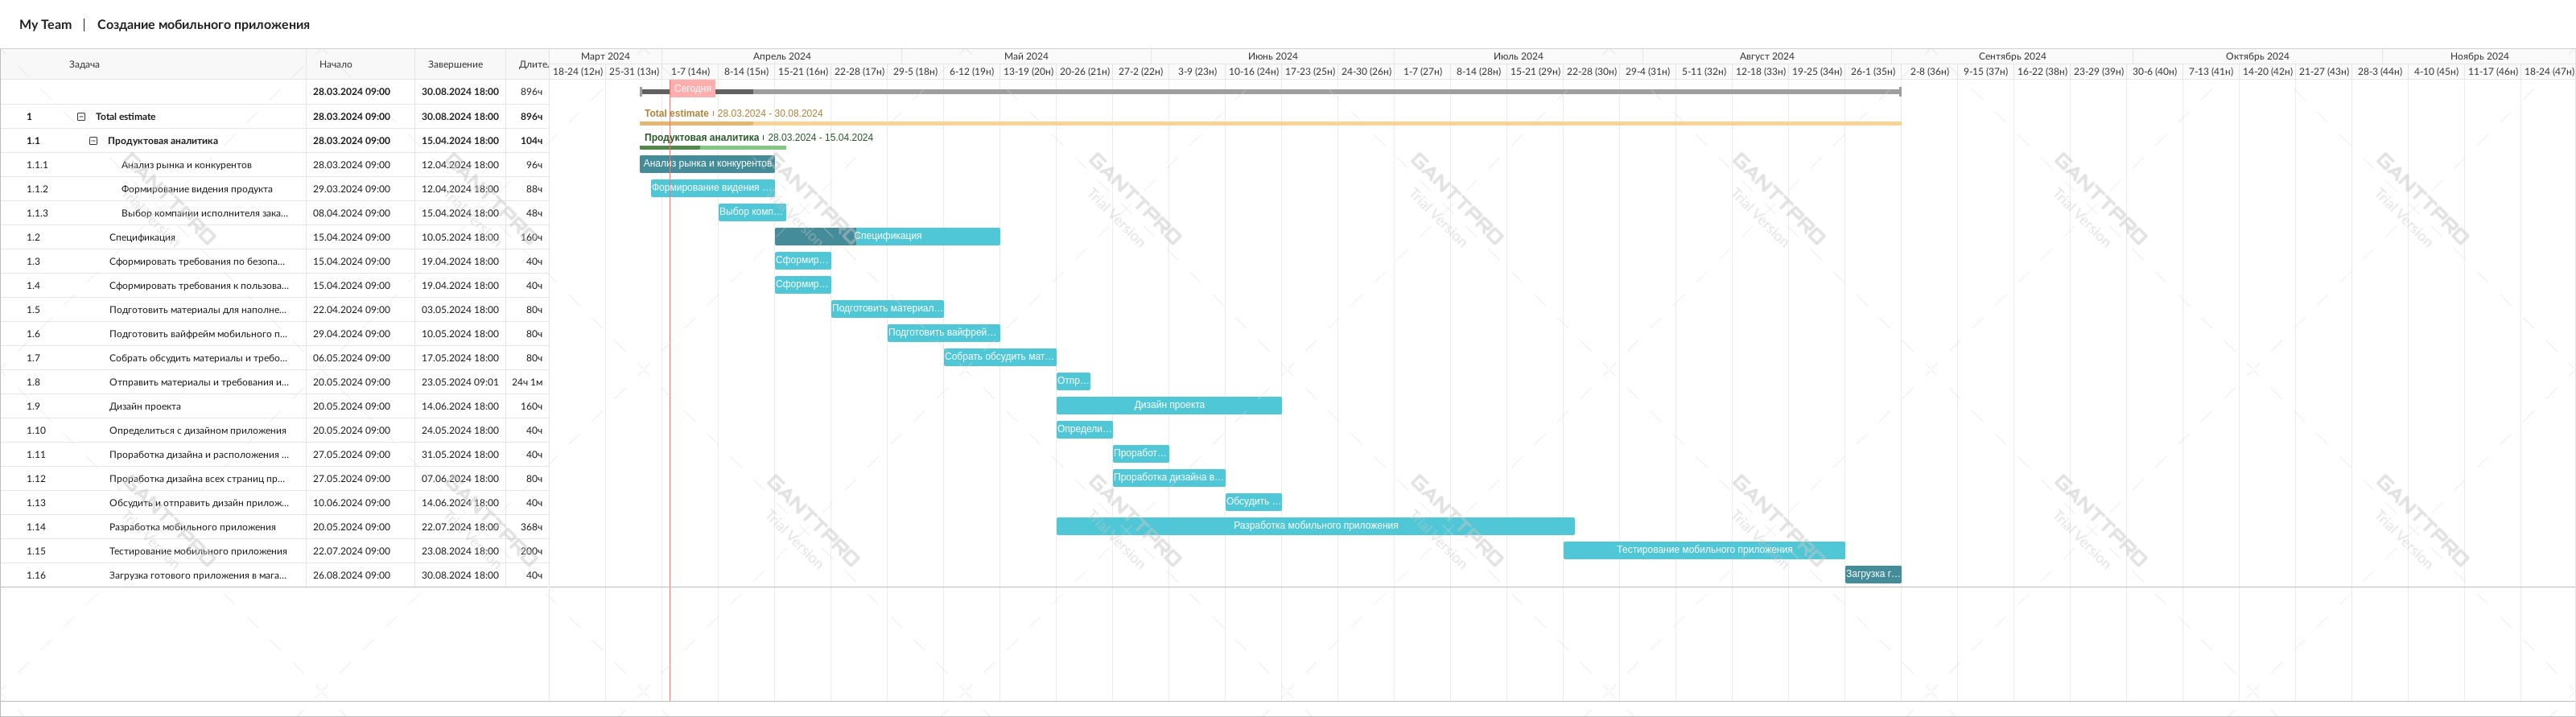 My Team | Создание мобильного приложения
Задача Начало Завершение Длите
Март 2024 Апрель 2024 Май 2024 Июнь 2024 Июль 2024 Август 2024 Сентябрь 2024 Октябрь 2024 Ноябрь 2024
18-24 (12н) 25-31 (13н) 1-7 (14н) 8-14 (15н) 15-21 (16н) 22-28 (17н) 29-5 (18н) 6-12 (19н) 13-19 (20н) 20-26 (21н) 27-2 (22н) 3-9 (23н) 10-16 (24н) 17-23 (25н) 24-30 (26н) 1-7 (27н) 8-14 (28н) 15-21 (29н) 22-28 (30н) 29-4 (31н) 5-11 (32н) 12-18 (33н) 19-25 (34н) 26-1 (35н) 2-8 (36н) 9-15 (37н) 16-22 (38н) 23-29 (39н) 30-6 (40н) 7-13 (41н) 14-20 (42н) 21-27 (43н) 28-3 (44н) 4-10 (45н) 11-17 (46н) 18-24 (47н)
28.03.2024 09:00 30.08.2024 18:00 896ч Сегодня
1 Total estimate 28.03.2024 09:00 30.08.2024 18:00 896ч Total estimate 28.03.2024 - 30.08.2024
1.1 Продуктовая аналитика 28.03.2024 09:00 15.04.2024 18:00 104ч Продуктовая аналитика 28.03.2024 - 15.04.2024
1.1.1 Анализ рынка и конкурентов 28.03.2024 09:00 12.04.2024 18:00 96ч Анализ рынка и конкурентов
1.1.2 Формирование видения продукта 29.03.2024 09:00 12.04.2024 18:00 88ч Формирование видения ...
1.1.3 Выбор компании исполнителя зака... 08.04.2024 09:00 15.04.2024 18:00 48ч Выбор комп...
1.2 Спецификация 15.04.2024 09:00 10.05.2024 18:00 160ч Спецификация
1.3 Сформировать требования по безопа... 15.04.2024 09:00 19.04.2024 18:00 40ч Сформир...
1.4 Сформировать требования к пользова... 15.04.2024 09:00 19.04.2024 18:00 40ч Сформир...
1.5 Подготовить материалы для наполне... 22.04.2024 09:00 03.05.2024 18:00 80ч Подготовить материал...
1.6 Подготовить вайфрейм мобильного п... 29.04.2024 09:00 10.05.2024 18:00 80ч Подготовить вайфрей...
1.7 Собрать обсудить материалы и требо... 06.05.2024 09:00 17.05.2024 18:00 80ч Собрать обсудить мат...
1.8 Отправить материалы и требования и... 20.05.2024 09:00 23.05.2024 09:01 24ч 1м Отпр...
1.9 Дизайн проекта 20.05.2024 09:00 14.06.2024 18:00 160ч Дизайн проекта
1.10 Определиться с дизайном приложения 20.05.2024 09:00 24.05.2024 18:00 40ч Определи...
1.11 Проработка дизайна и расположения ... 27.05.2024 09:00 31.05.2024 18:00 40ч Проработ...
1.12 Проработка дизайна всех страниц пр... 27.05.2024 09:00 07.06.2024 18:00 80ч Проработка дизайна в...
1.13 Обсудить и отправить дизайн прилож... 10.06.2024 09:00 14.06.2024 18:00 40ч Обсудить ...
1.14 Разработка мобильного приложения 20.05.2024 09:00 22.07.2024 18:00 368ч Разработка мобильного приложения
1.15 Тестирование мобильного приложения 22.07.2024 09:00 23.08.2024 18:00 200ч Тестирование мобильного приложения
1.16 Загрузка готового приложения в мага... 26.08.2024 09:00 30.08.2024 18:00 40ч Загрузка г...
GANTTPRO
Trial Version